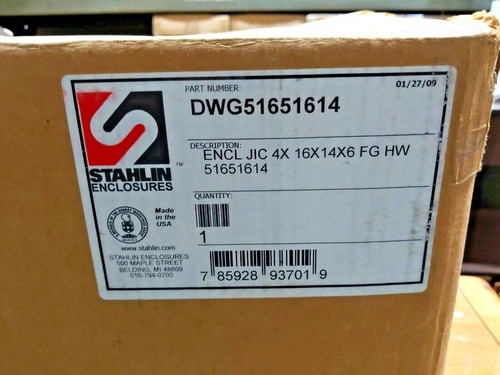 PART NUMBER:
01/27/09
DWG51651614
STAHLIN
ENCLOSURES
™
DESCRIPTION:
ENCL JIC 4X 16X14X6 FG HW
51651614
QUANTITY:
1
Made
in the
USA
www.stahlin.com
STAHLIN ENCLOSURES
500 MAPLE STREET
BELDING, MI 48809
616-794-0700
7 85928 93701 9